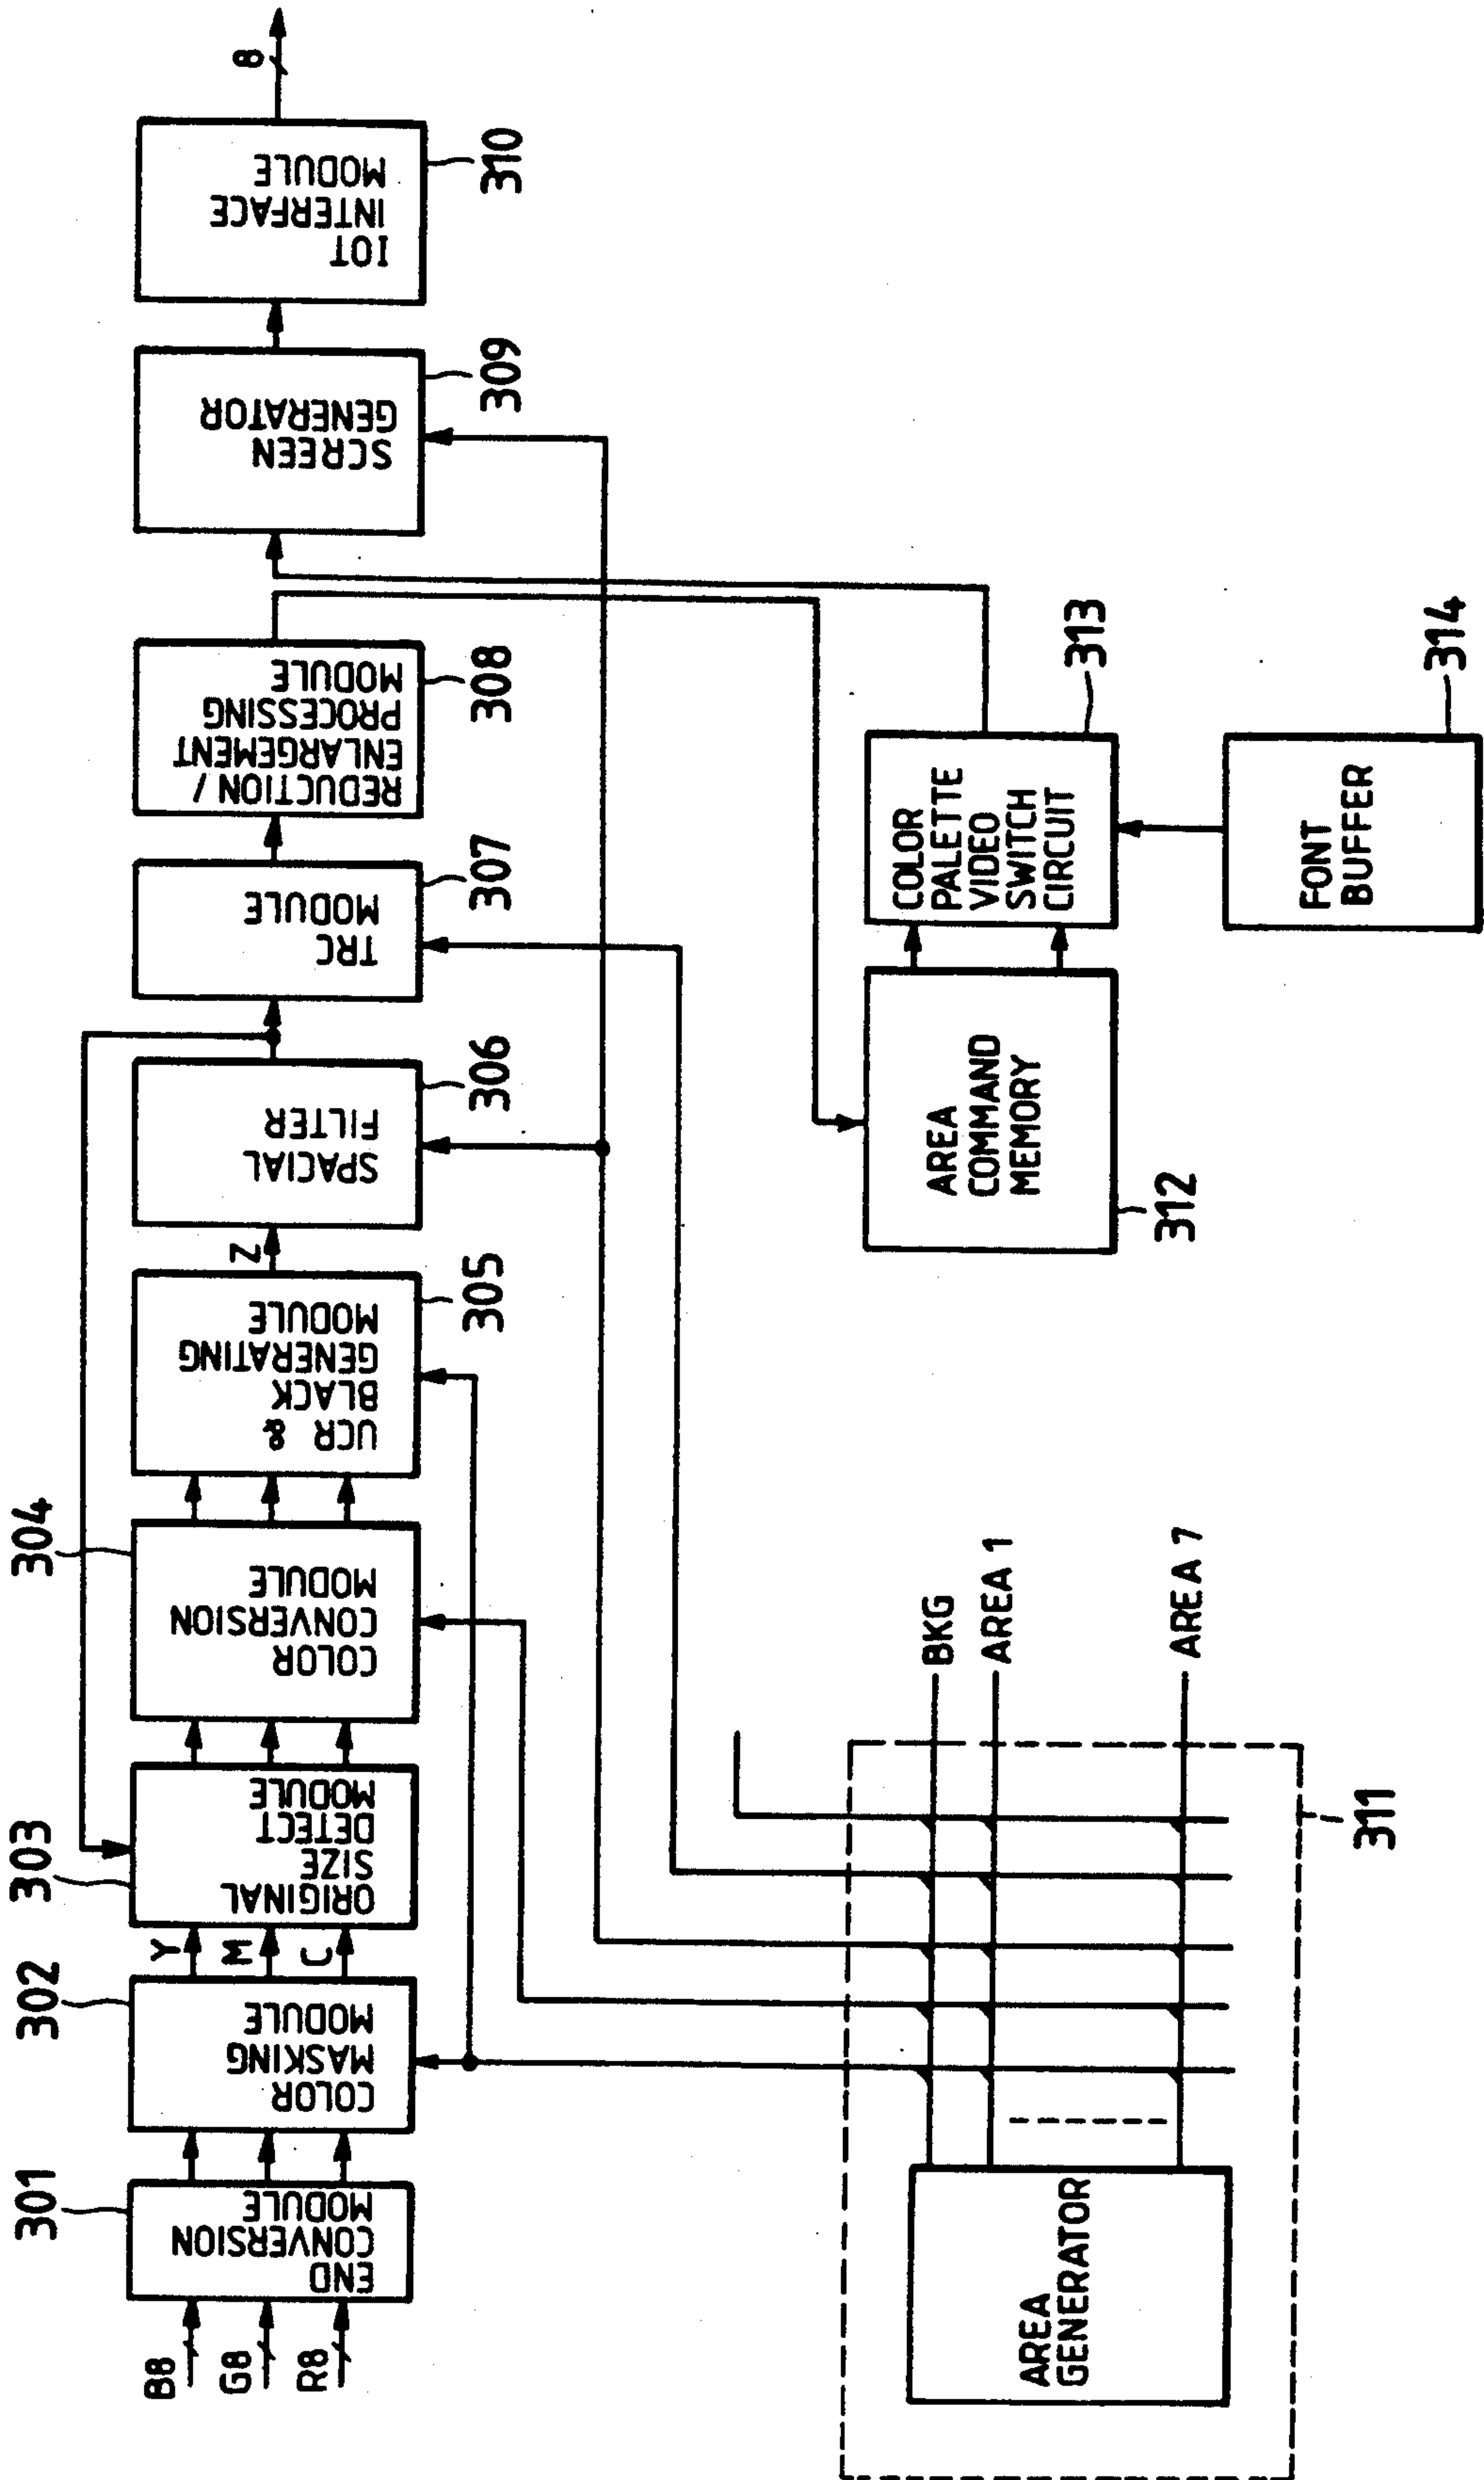 301
302
303
304
B8
G8
R8
END
CONVERSION
MODULE
COLOR
MASKING
MODULE
Y
M
C
ORIGINAL
SIZE
DETECT
MODULE
COLOR
CONVERSION
MODULE
UCR &
BLACK
GENERATING
MODULE
305
Z
SPACIAL
FILTER
306
TRC
MODULE
307
REDUCTION /
ENLARGEMENT
PROCESSING
MODULE
308
SCREEN
GENERATOR
309
IOT
INTERFACE
MODULE
310
8
AREA
GENERATOR
BKG
AREA 1
AREA 7
311
AREA
COMMAND
MEMORY
312
COLOR
PALETTE
VIDEO
SWITCH
CIRCUIT
313
FONT
BUFFER
314